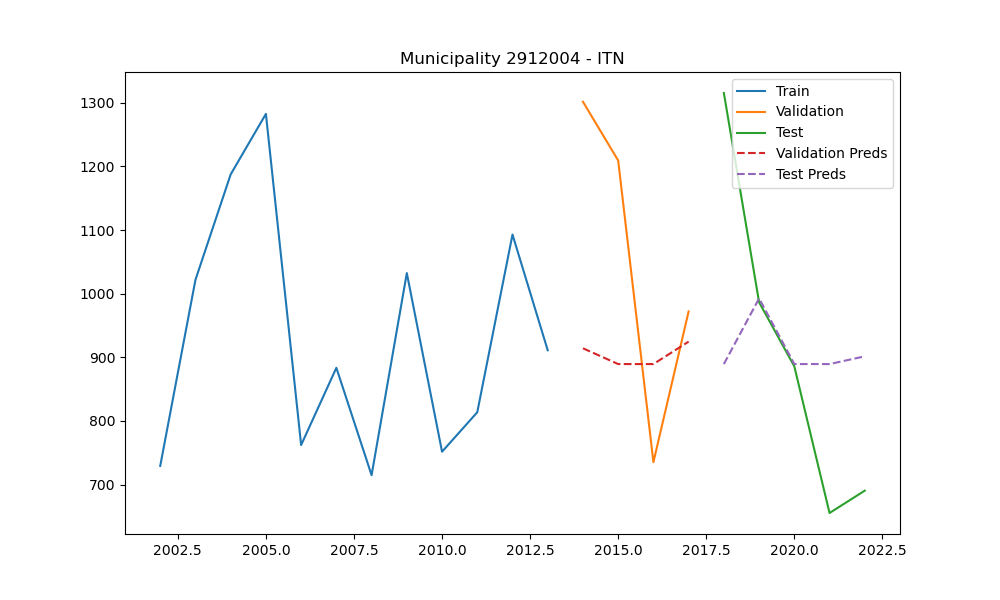 Municipality 2912004 - ITN
Train
Validation
Test
Validation Preds
Test Preds
1300
1200
1100
1000
900
800
700
2002.5 2005.0 2007.5 2010.0 2012.5 2015.0 2017.5 2020.0 2022.5